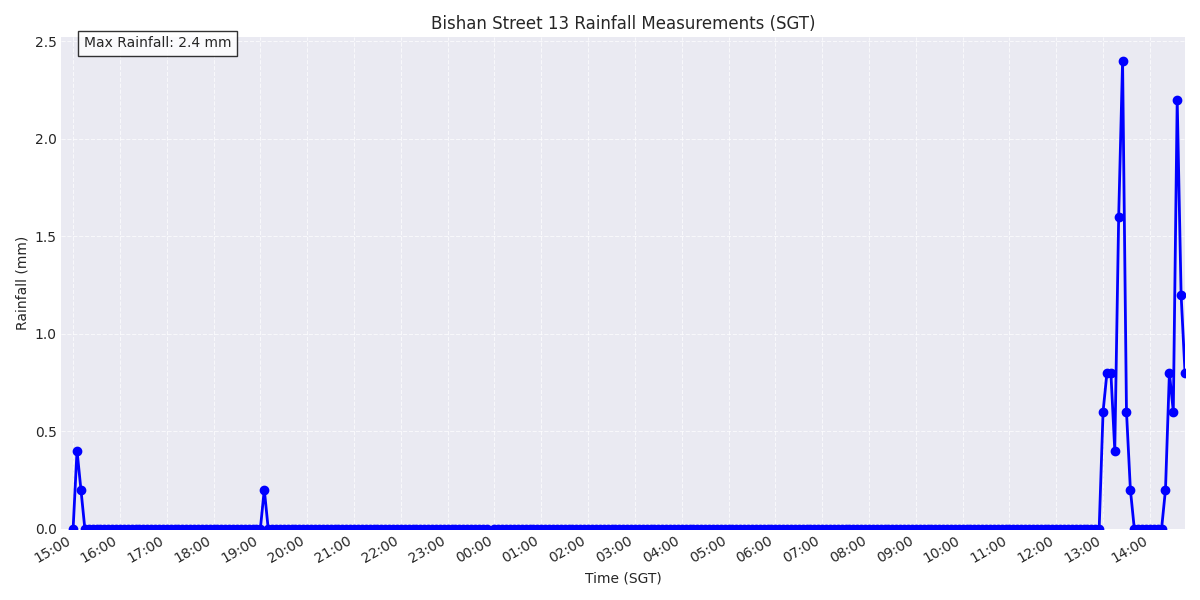 Bishan Street 13 Rainfall Measurements (SGT)
Max Rainfall: 2.4 mm
2.5
2.0
1.5
1.0
0.5
0.0
Rainfall (mm)
15:00 16:00 17:00 18:00 19:00 20:00 21:00 22:00 23:00 00:00 01:00 02:00 03:00 04:00 05:00 06:00 07:00 08:00 09:00 10:00 11:00 12:00 13:00 14:00
Time (SGT)